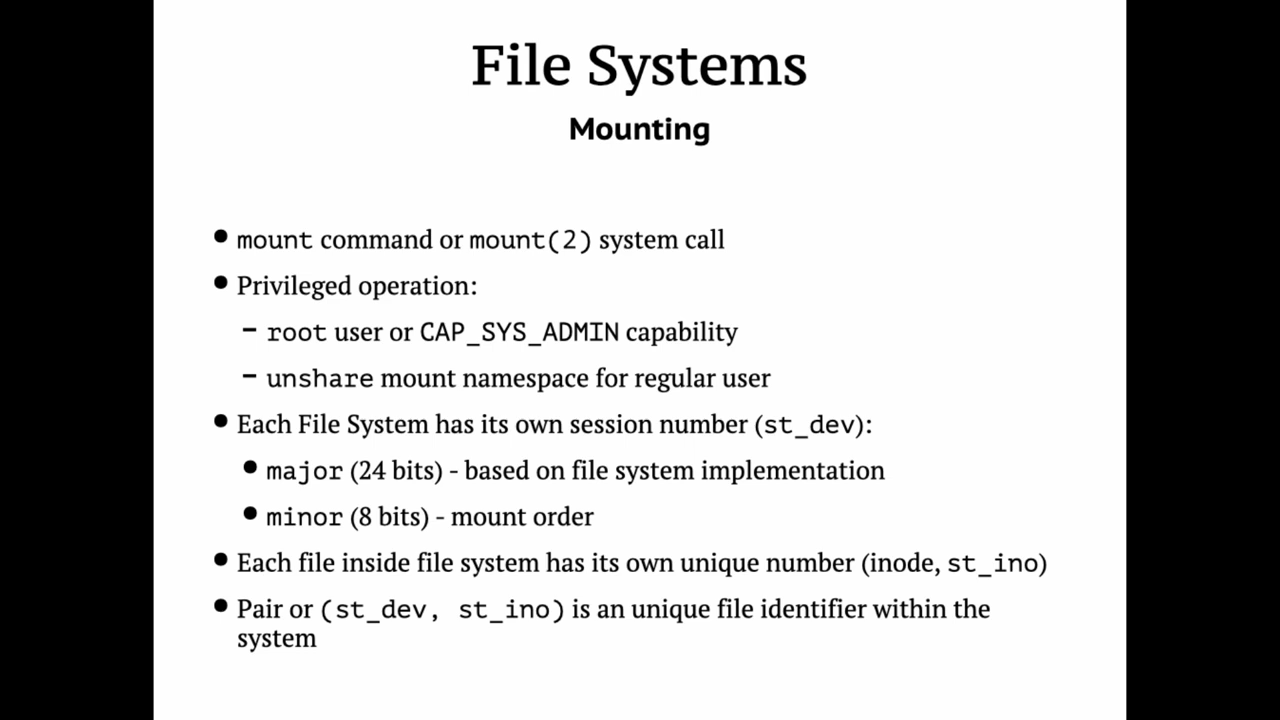 File Systems
Mounting
● mount command or mount(2) system call
● Privileged operation:
– root user or CAP_SYS_ADMIN capability
– unshare mount namespace for regular user
● Each File System has its own session number (st_dev):
● major (24 bits) - based on file system implementation
● minor (8 bits) - mount order
● Each file inside file system has its own unique number (inode, st_ino)
● Pair or (st_dev, st_ino) is an unique file identifier within the
system